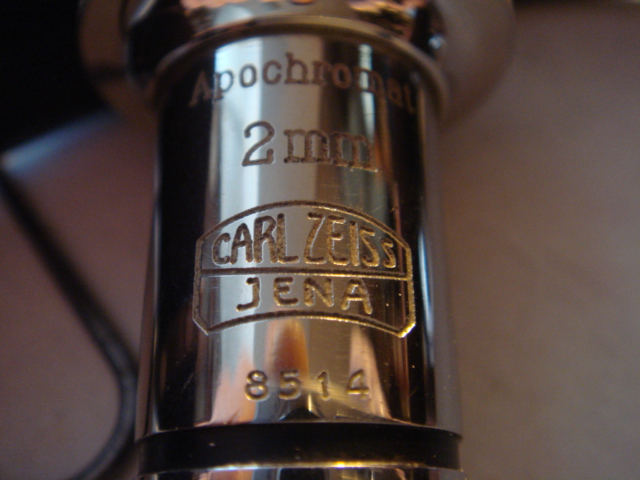 Apochromat
2mm
CARL ZEISS
JENA
8514